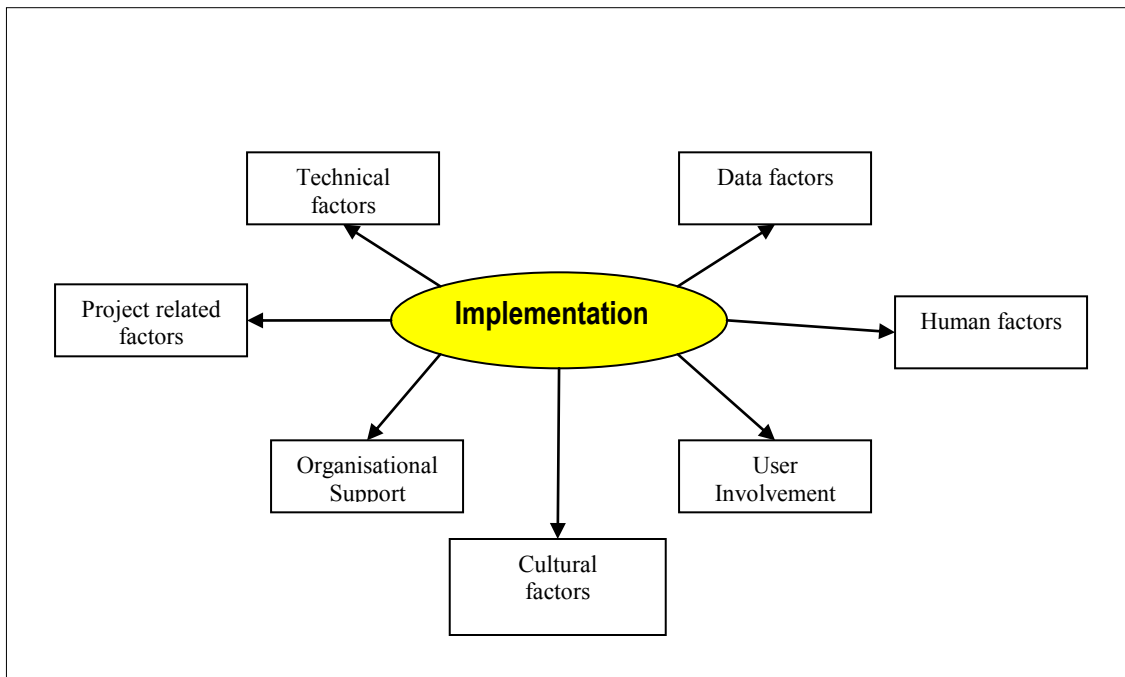 Technical
factors
Data factors
Project related
factors
Implementation
Human factors
Organisational
Support
User
Involvement
Cultural
factors